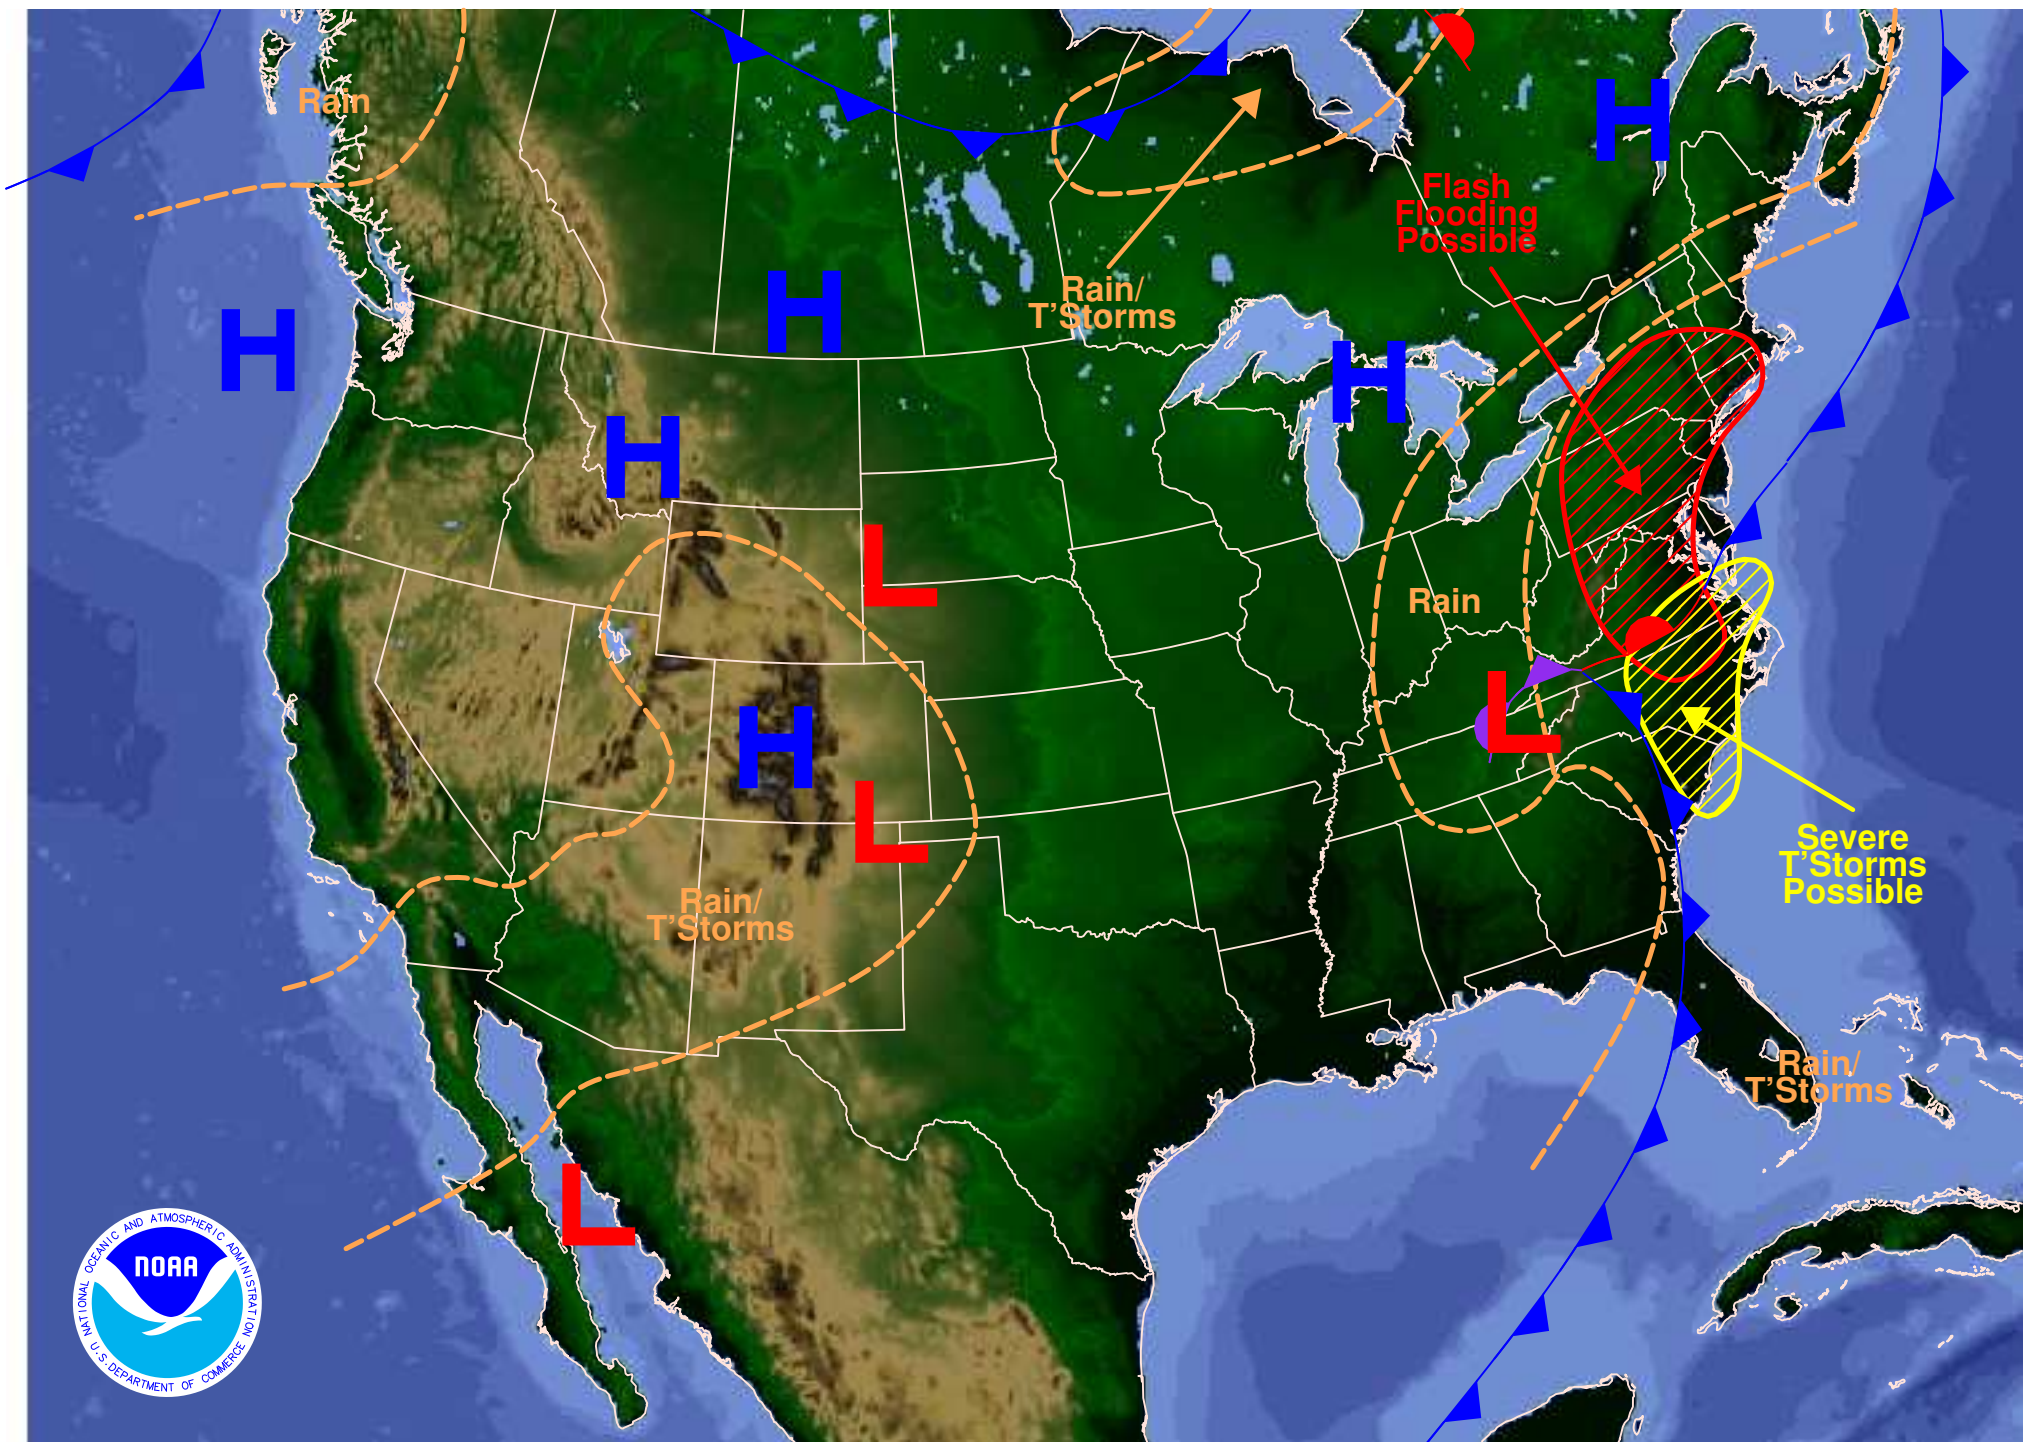 Rain
H
Flash
Flooding
Possible
H
H
Rain/
T'Storms
H
H
H
L
Rain
L
H
L
Severe
T'Storms
Possible
Rain/
T'Storms
Rain/
T'Storms
L
NATIONAL OCEANIC AND ATMOSPHERIC ADMINISTRATION
NOAA
U.S. DEPARTMENT OF COMMERCE